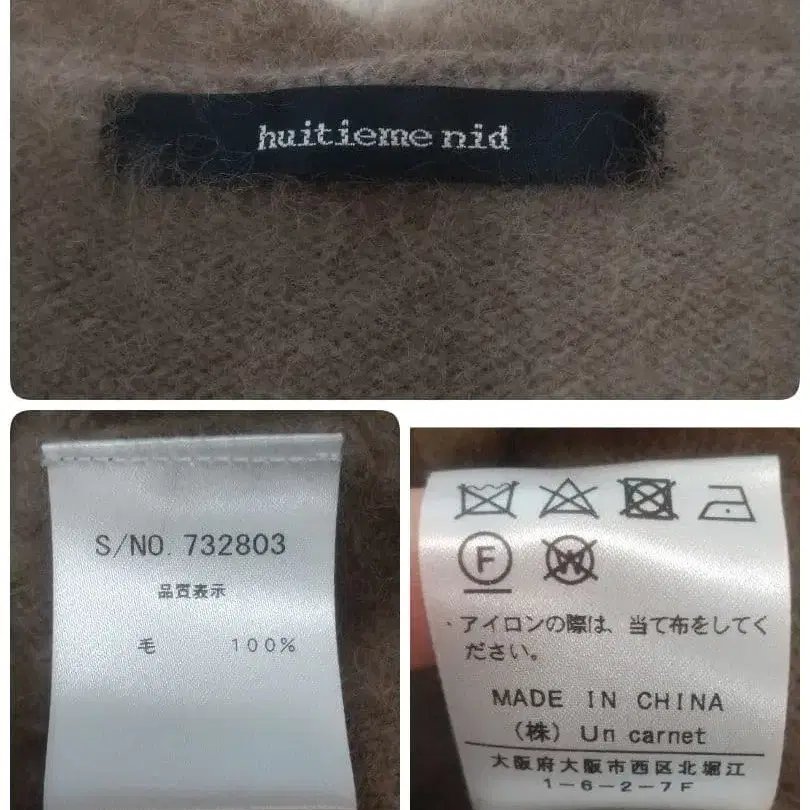 huitieme nid
S/NO. 732803
品質表示
毛 100%
F
W
・アイロンの際は、当て布をしてく
ださい。
MADE IN CHINA
(株) Un carnet
大阪府大阪市西区北堀江
1-6-2-7F